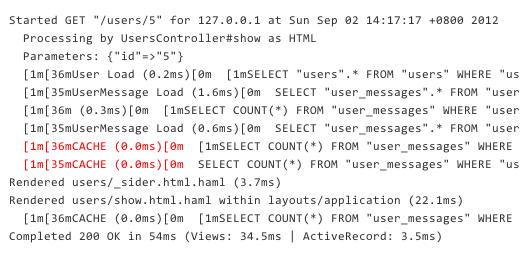 Started GET "/users/5" for 127.0.0.1 at Sun Sep 02 14:17:17 +0800 2012
Processing by UsersController#show as HTML
Parameters: {"id"=>"5"}
[1m[36mUser Load (0.2ms)[0m  [1mSELECT "users".* FROM "users" WHERE "us
[1m[35mUserMessage Load (1.6ms)[0m  SELECT "user_messages".* FROM "user
[1m[36m (0.3ms)[0m  [1mSELECT COUNT(*) FROM "user_messages" WHERE "use
[1m[35mUserMessage Load (0.6ms)[0m  SELECT "user_messages".* FROM "user
[1m[36mCACHE (0.0ms)[0m  [1mSELECT COUNT(*) FROM "user_messages" WHERE
[1m[35mCACHE (0.0ms)[0m  SELECT COUNT(*) FROM "user_messages" WHERE "us
Rendered users/_sider.html.haml (3.7ms)
Rendered users/show.html.haml within layouts/application (22.1ms)
[1m[36mCACHE (0.0ms)[0m  [1mSELECT COUNT(*) FROM "user_messages" WHERE
Completed 200 OK in 54ms (Views: 34.5ms | ActiveRecord: 3.5ms)